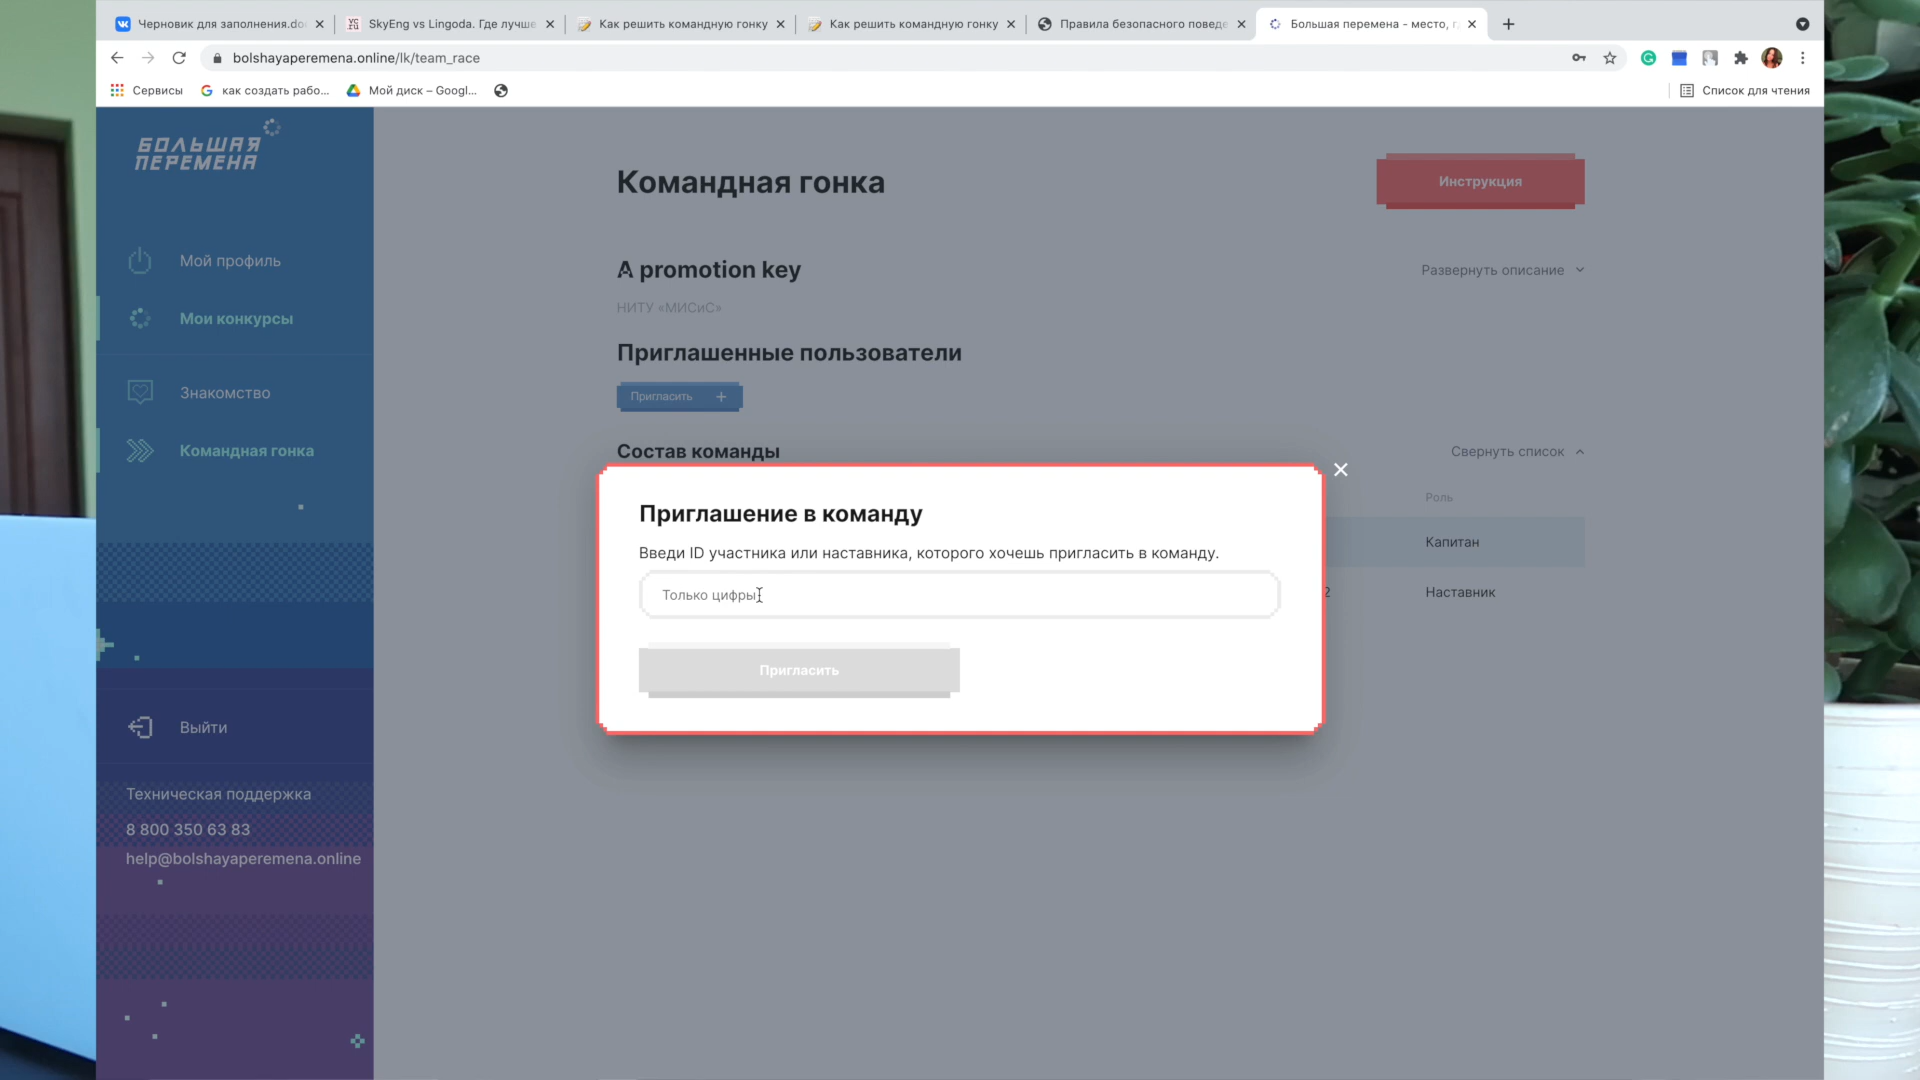 Черновик для заполнения.do
SkyEng vs Lingoda. Где лучше
Как решить командную гонку
Как решить командную гонку
Правила безопасного поведе
Большая перемена - место, г
bolshayaperemena.online/lk/team_race
Сервисы
как создать рабо...
Мой диск – Googl...
Список для чтения
БОЛЬШАЯ
ПЕРЕМЕНА
Мой профиль
Мои конкурсы
Знакомство
Командная гонка
Выйти
Техническая поддержка
8 800 350 63 83
help@bolshayaperemena.online
Командная гонка
Инструкция
A promotion key
Развернуть описание
НИТУ «МИСиС»
Приглашенные пользователи
Пригласить +
Состав команды
Свернуть список
Роль
Капитан
2
Наставник
Приглашение в команду
Введи ID участника или наставника, которого хочешь пригласить в команду.
Только цифры
Пригласить